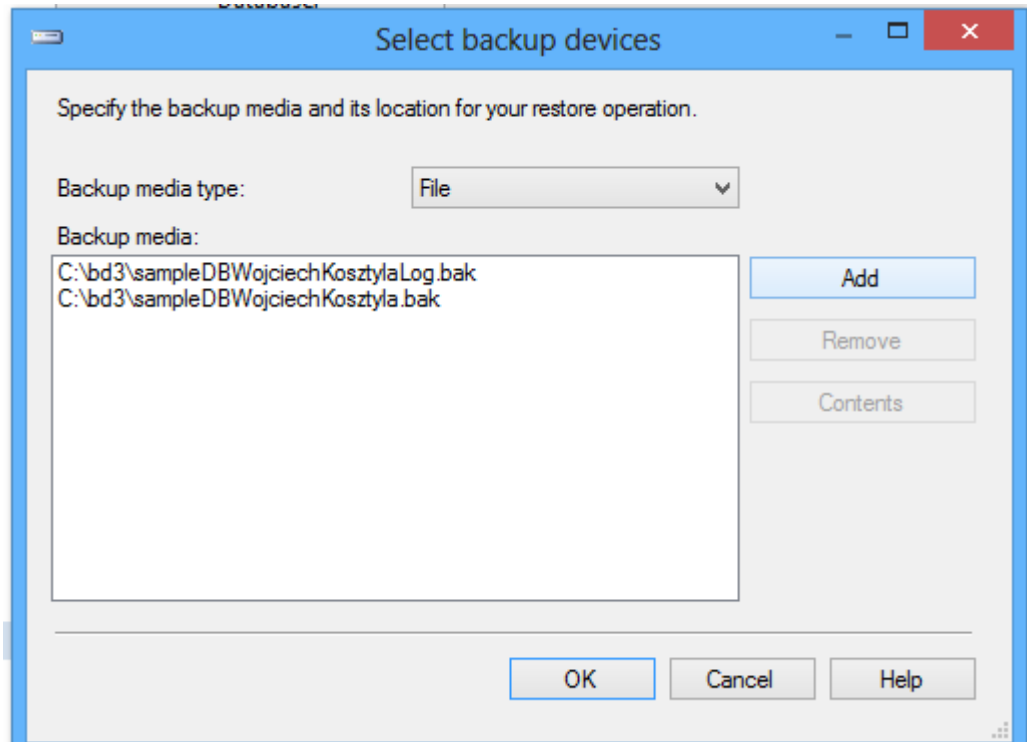 Select backup devices
Specify the backup media and its location for your restore operation.
Backup media type:
File
Backup media:
C:\bd3\sampleDBWojciechKosztylaLog.bak
C:\bd3\sampleDBWojciechKosztyla.bak
Add
Remove
Contents
OK
Cancel
Help